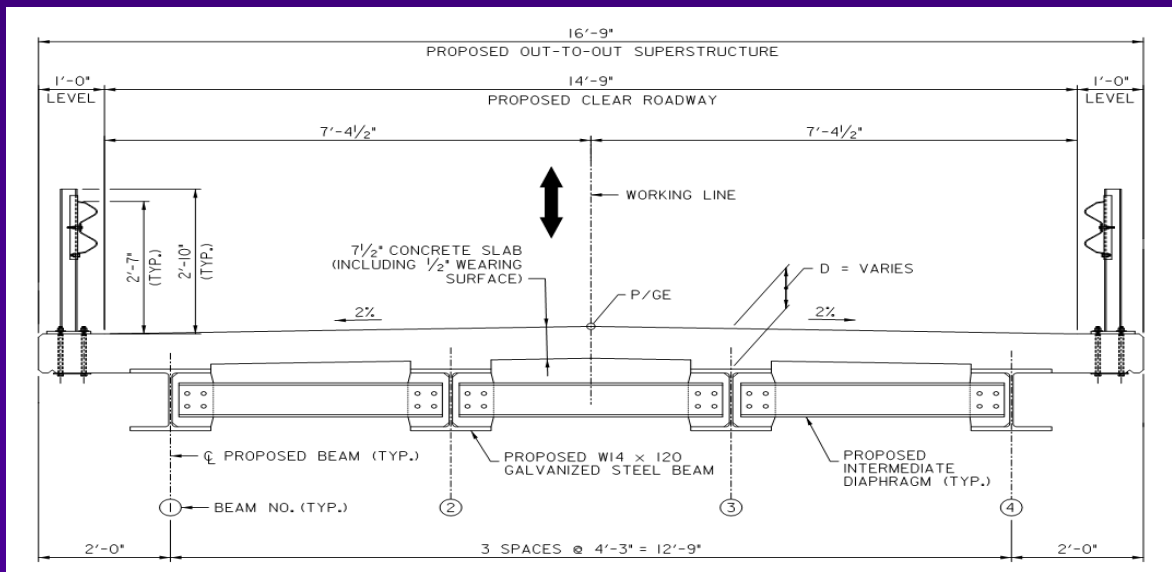 16'-9"
PROPOSED OUT-TO-OUT SUPERSTRUCTURE
1'-0"
LEVEL
14'-9"
PROPOSED CLEAR ROADWAY
1'-0"
LEVEL
7'-4½"
7'-4½"
WORKING LINE
7½" CONCRETE SLAB
(INCLUDING ½" WEARING
SURFACE)
D = VARIES
2'-7"
(TYP.)
2'-10"
(TYP.)
P/GE
2%
2%
℄ PROPOSED BEAM (TYP.)
PROPOSED W14 x 120
GALVANIZED STEEL BEAM
PROPOSED
INTERMEDIATE
DIAPHRAGM (TYP.)
1
BEAM NO. (TYP.)
2
3
4
2'-0"
3 SPACES @ 4'-3" = 12'-9"
2'-0"